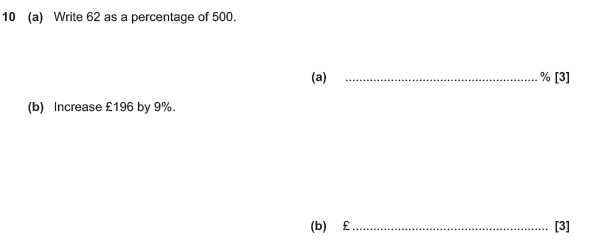 10 (a) Write 62 as a percentage of 500.
(a) ....................................................... % [3]
(b) Increase £196 by 9%.
(b) £ ........................................................ [3]